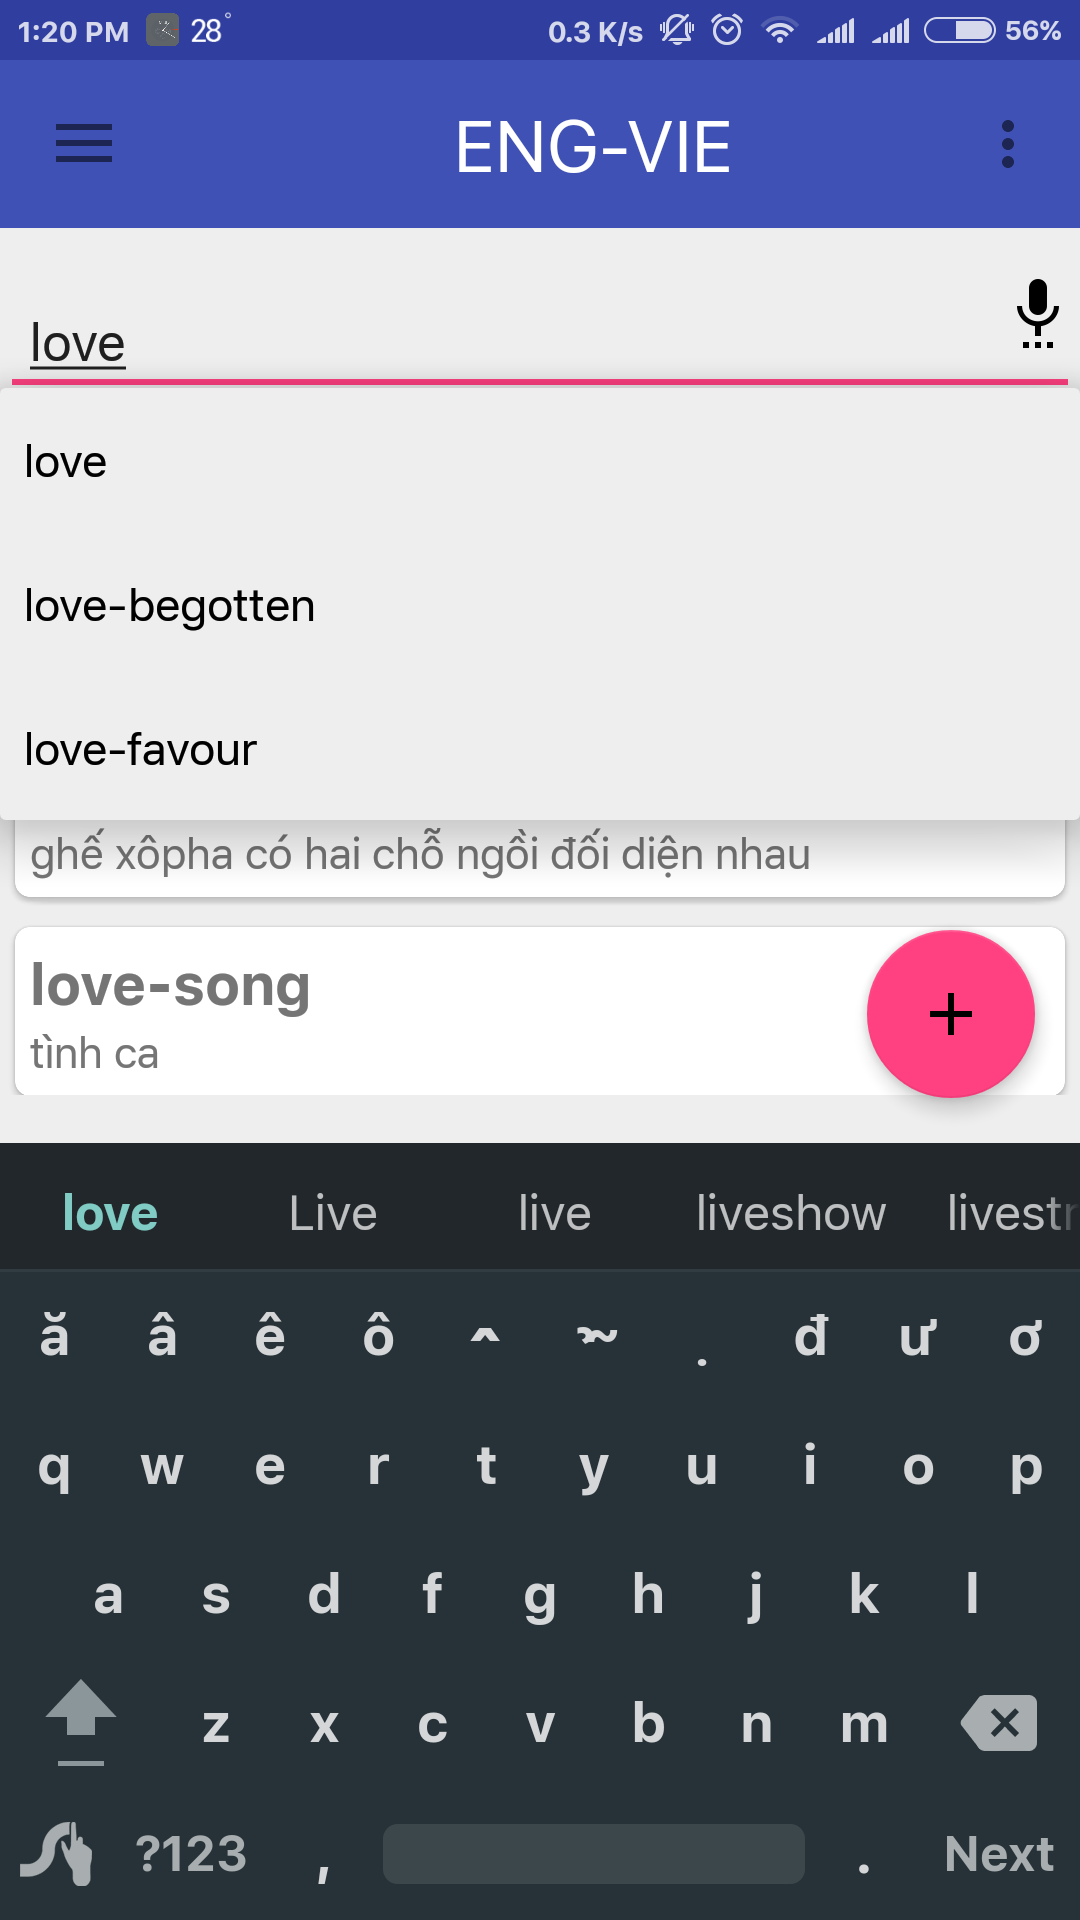 1:20 PM 28° 0.3 K/s 56%
ENG-VIE
love
love
love-begotten
love-favour
ghế xôpha có hai chỗ ngồi đối diện nhau
love-song
tình ca
love Live live liveshow livestr
ă â ê ô . đ ư ơ
q w e r t y u i o p
a s d f g h j k l
z x c v b n m
?123 , . Next